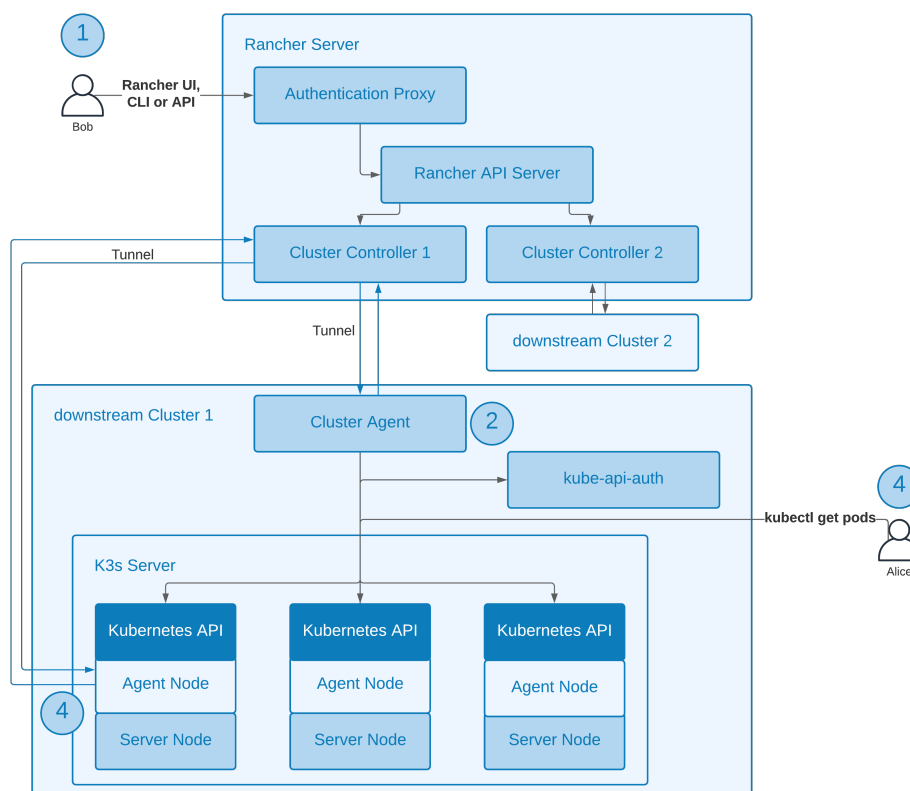 1
Rancher Server
Rancher UI,
CLI or API
Authentication Proxy
Bob
Rancher API Server
Cluster Controller 1
Cluster Controller 2
Tunnel
Tunnel
downstream Cluster 2
downstream Cluster 1
Cluster Agent
2
kube-api-auth
4
kubectl get pods
Alice
K3s Server
Kubernetes API
Kubernetes API
Kubernetes API
Agent Node
Agent Node
Agent Node
4
Server Node
Server Node
Server Node